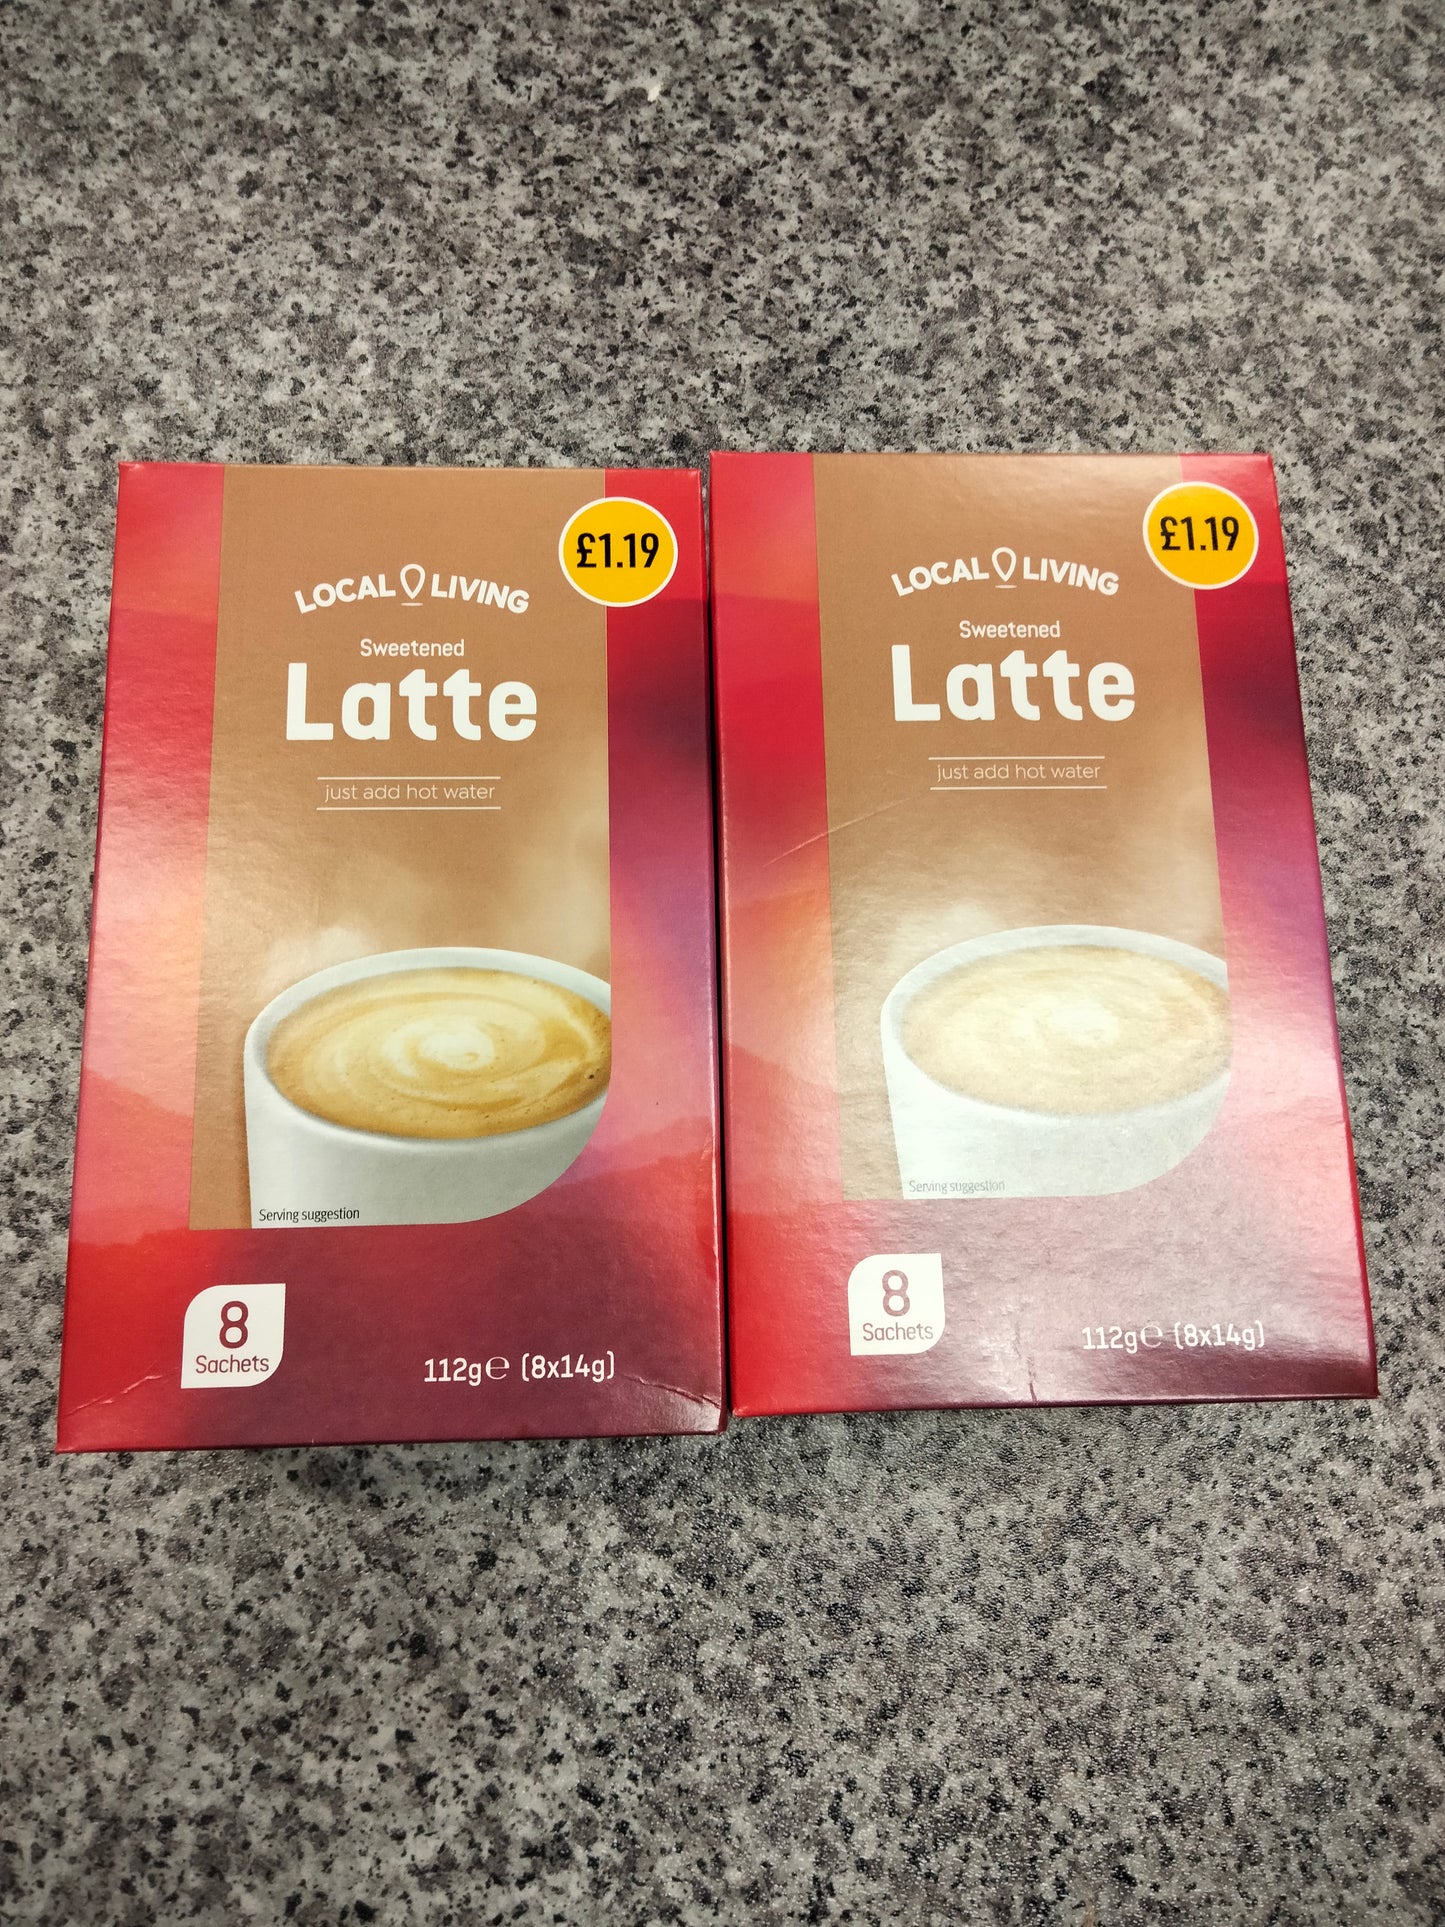 £1.19
LOCAL LIVING
Sweetened
Latte
just add hot water
Serving suggestion
8
Sachets
112g℮ (8x14g)
£1.19
LOCAL LIVING
Sweetened
Latte
just add hot water
Serving suggestion
8
Sachets
112g℮ (8x14g)